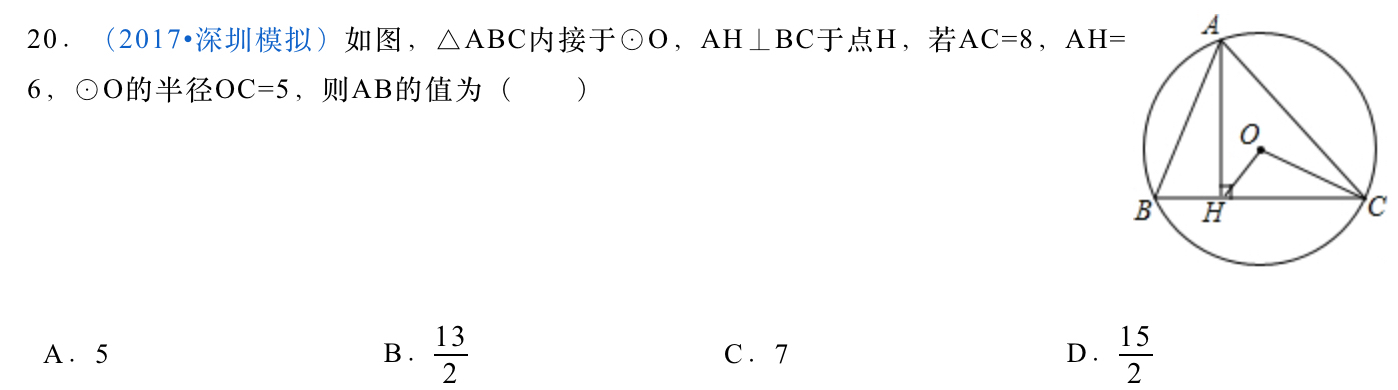 20．（2017•深圳模拟）如图，△ABC内接于⊙O，AH⊥BC于点H，若AC=8，AH=
6，⊙O的半径OC=5，则AB的值为（　　）
A
O
B
H
C
A．5
B．13/2
C．7
D．15/2